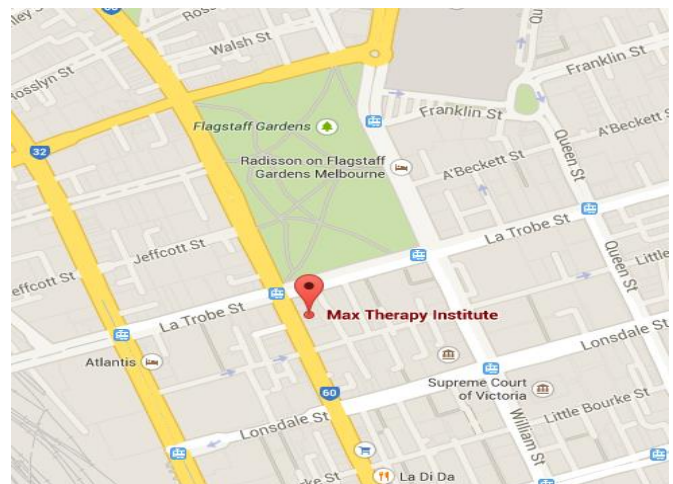 Rosslyn St
Walsh St
Rosslyn St
Franklin St
Franklin St
Flagstaff Gardens
A'Beckett St
Queen St
Radisson on Flagstaff
Gardens Melbourne
A'Beckett St
32
Jeffcott St
La Trobe St
Queen St
Little
La Trobe St
Max Therapy Institute
Lonsdale St
Atlantis
60
Supreme Court
of Victoria
Little Bourke St
Lonsdale St
William St
La Di Da